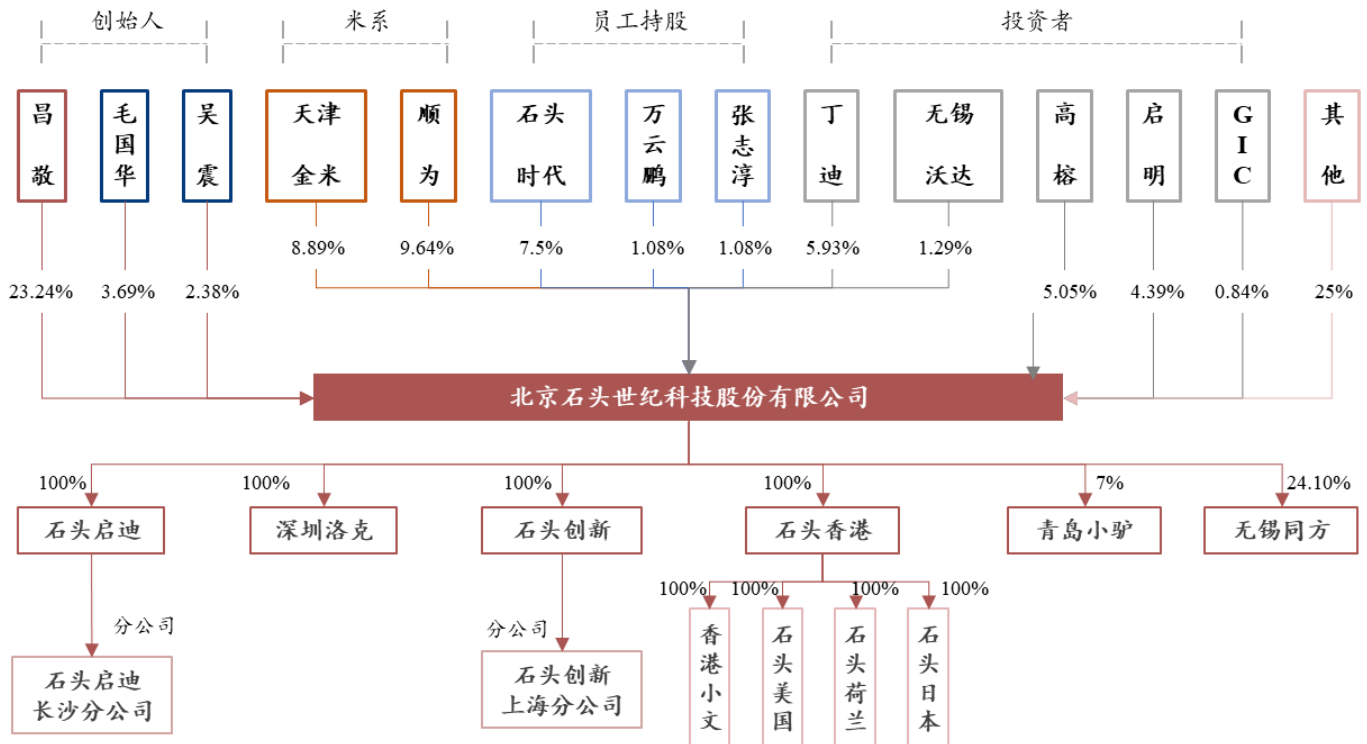 创始人 米系 员工持股 投资者
昌敬 毛国华 吴震 天津金米 顺为 石头时代 万云鹏 张志淳 丁迪 无锡沃达 高榕 启明 GIC 其他
8.89% 9.64% 7.5% 1.08% 1.08% 5.93% 1.29%
23.24% 3.69% 2.38% 5.05% 4.39% 0.84% 25%
北京石头世纪科技股份有限公司
100% 100% 100% 100% 7% 24.10%
石头启迪 深圳洛克 石头创新 石头香港 青岛小驴 无锡同方
100% 100% 100% 100%
分公司 分公司
香港小文 石头美国 石头荷兰 石头日本
石头启迪 石头创新
长沙分公司 上海分公司